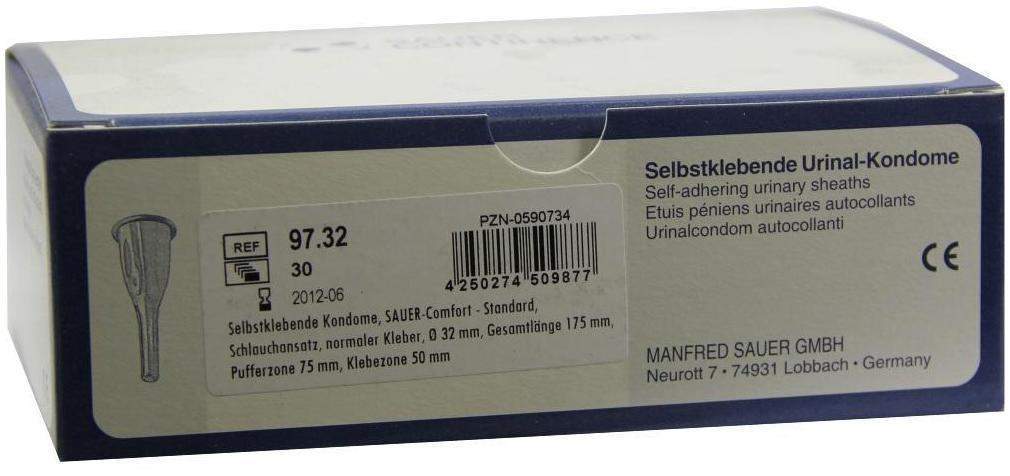 Selbstklebende Urinal-Kondome
Self-adhering urinary sheaths
Etuis péniens urinaires autocollants
Urinalcondom autocollanti
CE
PZN-0590734
REF 97.32
30
2012-06
4 250274 509877
Selbstklebende Kondome, SAUER-Comfort - Standard,
Schlauchansatz, normaler Kleber, Ø 32 mm, Gesamtlänge 175 mm,
Pufferzone 75 mm, Klebezone 50 mm
MANFRED SAUER GMBH
Neurott 7 • 74931 Lobbach • Germany